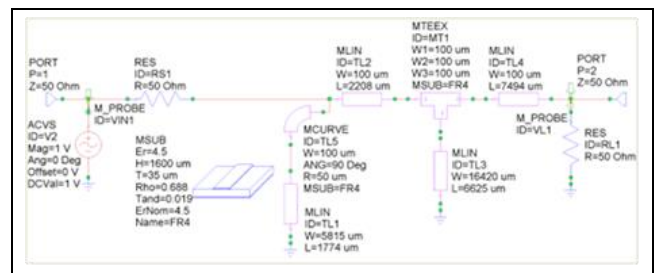 PORT
P=1
Z=50 Ohm
RES
ID=RS1
R=50 Ohm
M_PROBE
ID=VIN1
ACVS
ID=V2
Mag=1 V
Ang=0 Deg
Offset=0 V
DCVal=1 V
MSUB
Er=4.5
H=1600 um
T=35 um
Rho=0.688
Tand=0.019
ErNom=4.5
Name=FR4
MLIN
ID=TL2
W=100 um
L=2208 um
MCURVE
ID=TL5
W=100 um
ANG=90 Deg
R=50 um
MSUB=FR4
MLIN
ID=TL1
W=5815 um
L=1774 um
MTEEX
ID=MT1
W1=100 um
W2=100 um
W3=100 um
MSUB=FR4
MLIN
ID=TL3
W=16420 um
L=6625 um
MLIN
ID=TL4
W=100 um
L=7494 um
M_PROBE
ID=VL1
PORT
P=2
Z=50 Ohm
RES
ID=RL1
R=50 Ohm